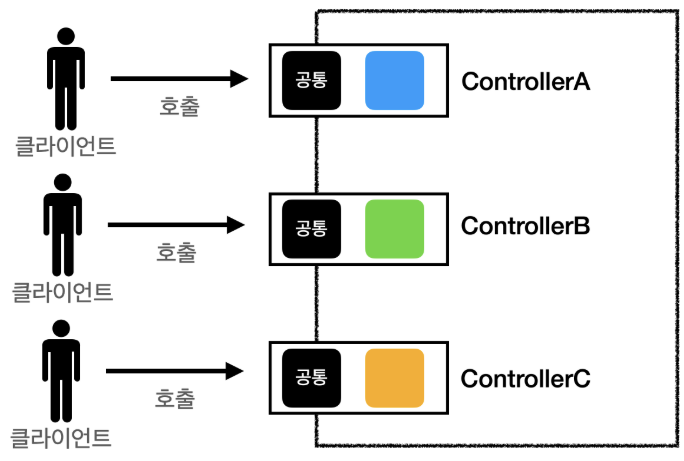 공통
ControllerA
호출
클라이언트
공통
ControllerB
호출
클라이언트
공통
ControllerC
호출
클라이언트